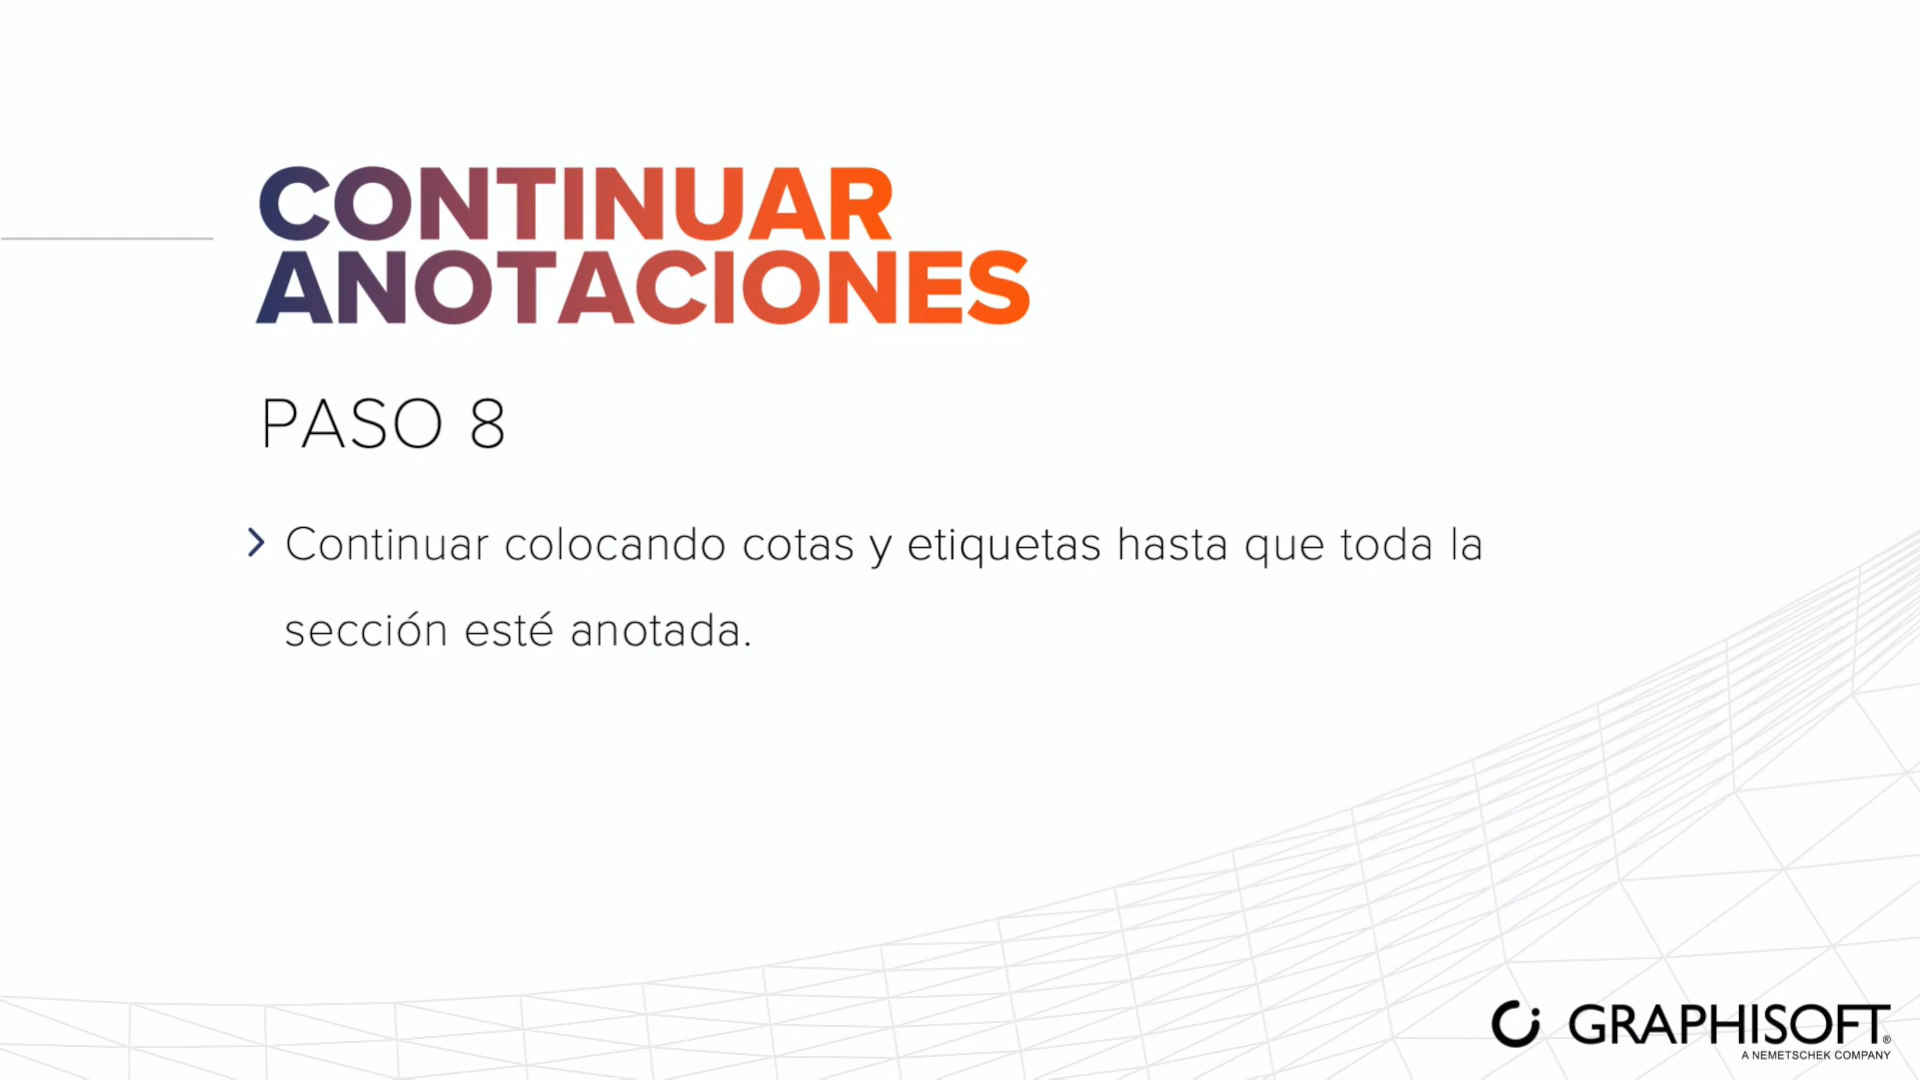 CONTINUAR
ANOTACIONES
PASO 8
Continuar colocando cotas y etiquetas hasta que toda la
sección esté anotada.
GRAPHISOFT®
A NEMETSCHEK COMPANY